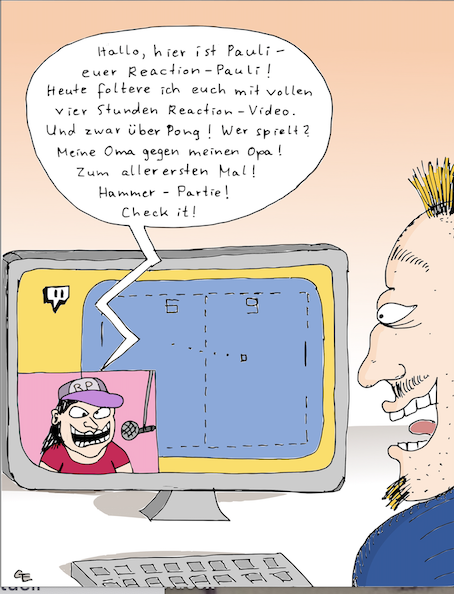 Hallo, hier ist Pauli -
euer Reaction-Pauli!
Heute foltere ich euch mit vollen
vier Stunden Reaction-Video.
Und zwar über Pong! Wer spielt?
Meine Oma gegen meinen Opa!
Zum allerersten Mal!
Hammer-Partie!
Check it!
6 9
RP
GE